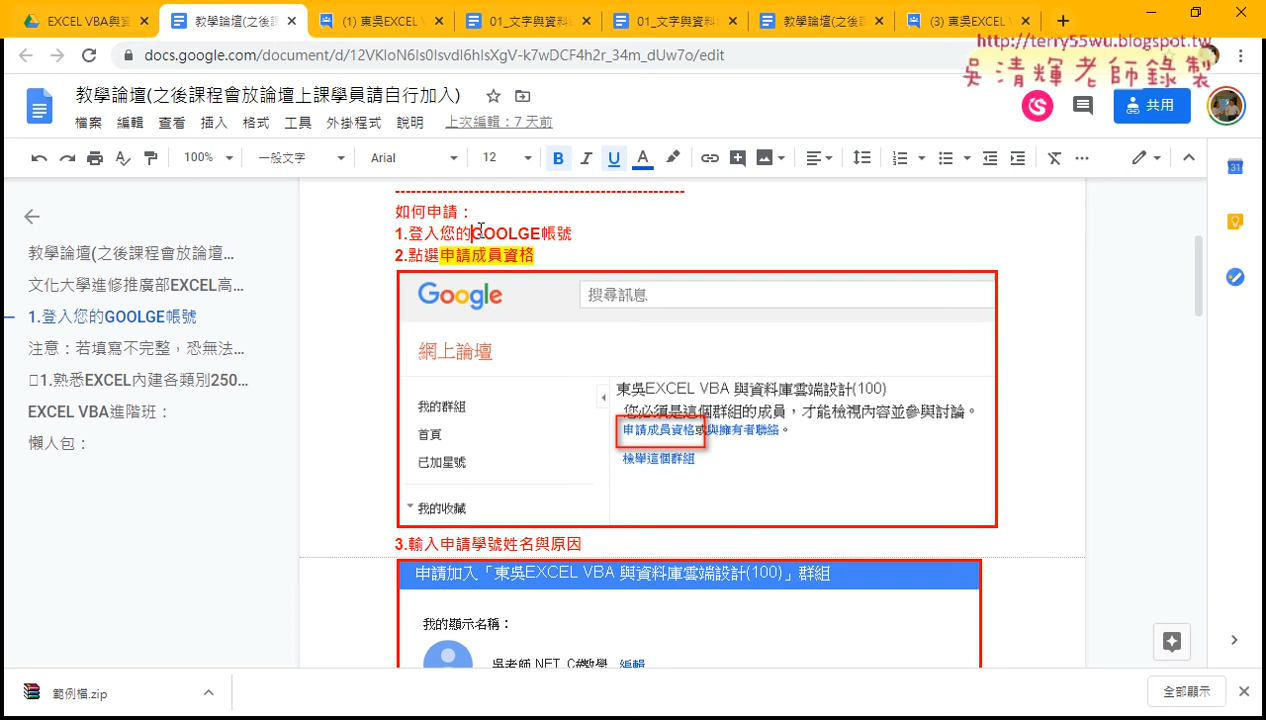 EXCEL VBA與資
教學論壇(之後課
(1) 東吳EXCEL V
01_文字與資料
01_文字與資料
教學論壇(之後課
(3) 東吳EXCEL
docs.google.com/document/d/12VKIoN6Is0Isvdl6hIsXgV-k7wDCF4h2r_34m_dUw7o/edit
http://terry55wu.blogspot.tw
吳清輝老師錄製
教學論壇(之後課程會放論壇上課學員請自行加入)
共用
檔案 編輯 查看 插入 格式 工具 外掛程式 說明 上次編輯：7 天前
100% 一般文字 Arial 12 B I U A
31
----------------------------------------------------
如何申請：
1.登入您的GOOLGE帳號
2.點選申請成員資格
教學論壇(之後課程會放論壇...
文化大學進修推廣部EXCEL高...
1.登入您的GOOLGE帳號
注意：若填寫不完整，恐無法...
1.熟悉EXCEL內建各類別250...
EXCEL VBA進階班：
懶人包：
Google
搜尋訊息
網上論壇
我的群組
首頁
已加星號
我的收藏
東吳EXCEL VBA 與資料庫雲端設計(100)
您必須是這個群組的成員，才能檢視內容並參與討論。
申請成員資格或與擁有者聯絡。
檢舉這個群組
3.輸入申請學號姓名與原因
申請加入「東吳EXCEL VBA 與資料庫雲端設計(100)」群組
我的顯示名稱：
吳老師 NET_C#教學 編輯
範例檔.zip
全部顯示